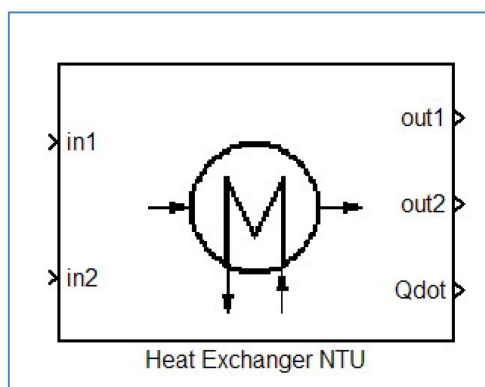 in1
in2
out1
out2
Qdot
Heat Exchanger NTU